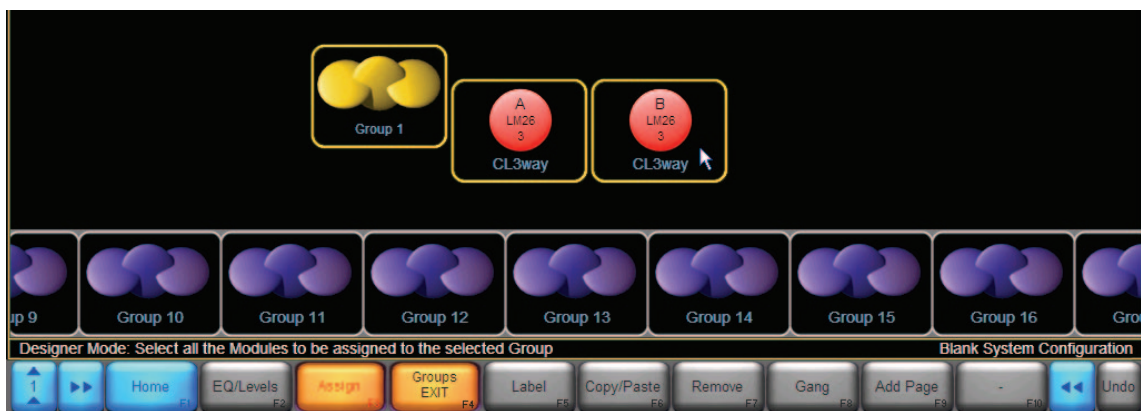 Group 1
A
LM26
3
CL3way
B
LM26
3
CL3way
up 9
Group 10
Group 11
Group 12
Group 13
Group 14
Group 15
Group 16
Gro
Designer Mode: Select all the Modules to be assigned to the selected Group
Blank System Configuration
1
Home
F1
EQ/Levels
F2
Assign
F3
Groups
EXIT
F4
Label
F5
Copy/Paste
F6
Remove
F7
Gang
F8
Add Page
F9
-
F10
Undo